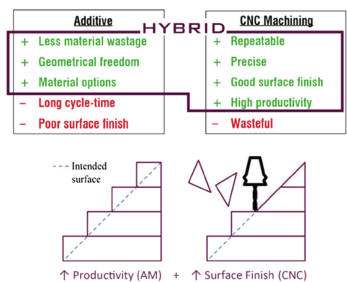 Additive
CNC Machining
HYBRID
+ Less material wastage
+ Geometrical freedom
+ Material options
− Long cycle-time
− Poor surface finish
+ Repeatable
+ Precise
+ Good surface finish
+ High productivity
− Wasteful
--- Intended
surface
↑ Productivity (AM) + ↑ Surface Finish (CNC)